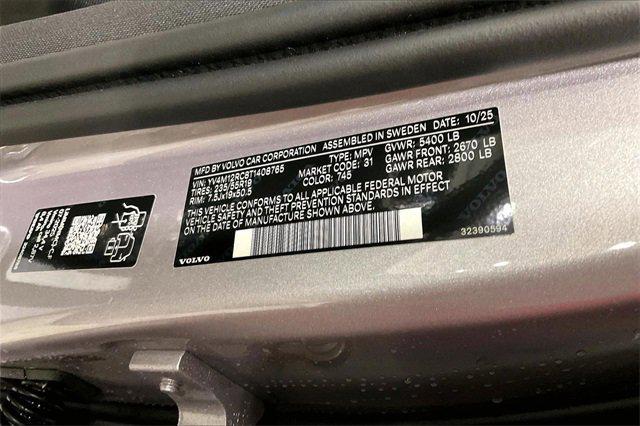 MFD BY VOLVO CAR CORPORATION ASSEMBLED IN SWEDEN DATE: 10/25
VIN: YV4M12RC8T1408765 TYPE: MPV GVWR: 5400 LB
TIRES: 235/55R19 MARKET CODE: 31 GAWR FRONT: 2670 LB
RIM: 7.5Jx19x50.5 COLOR: 745 GAWR REAR: 2800 LB
THIS VEHICLE CONFORMS TO ALL APPLICABLE FEDERAL MOTOR
VEHICLE SAFETY AND THEFT PREVENTION STANDARDS IN EFFECT
ON THE DATE OF MANUFACTURE SHOWN ABOVE.
VOLVO
32390594